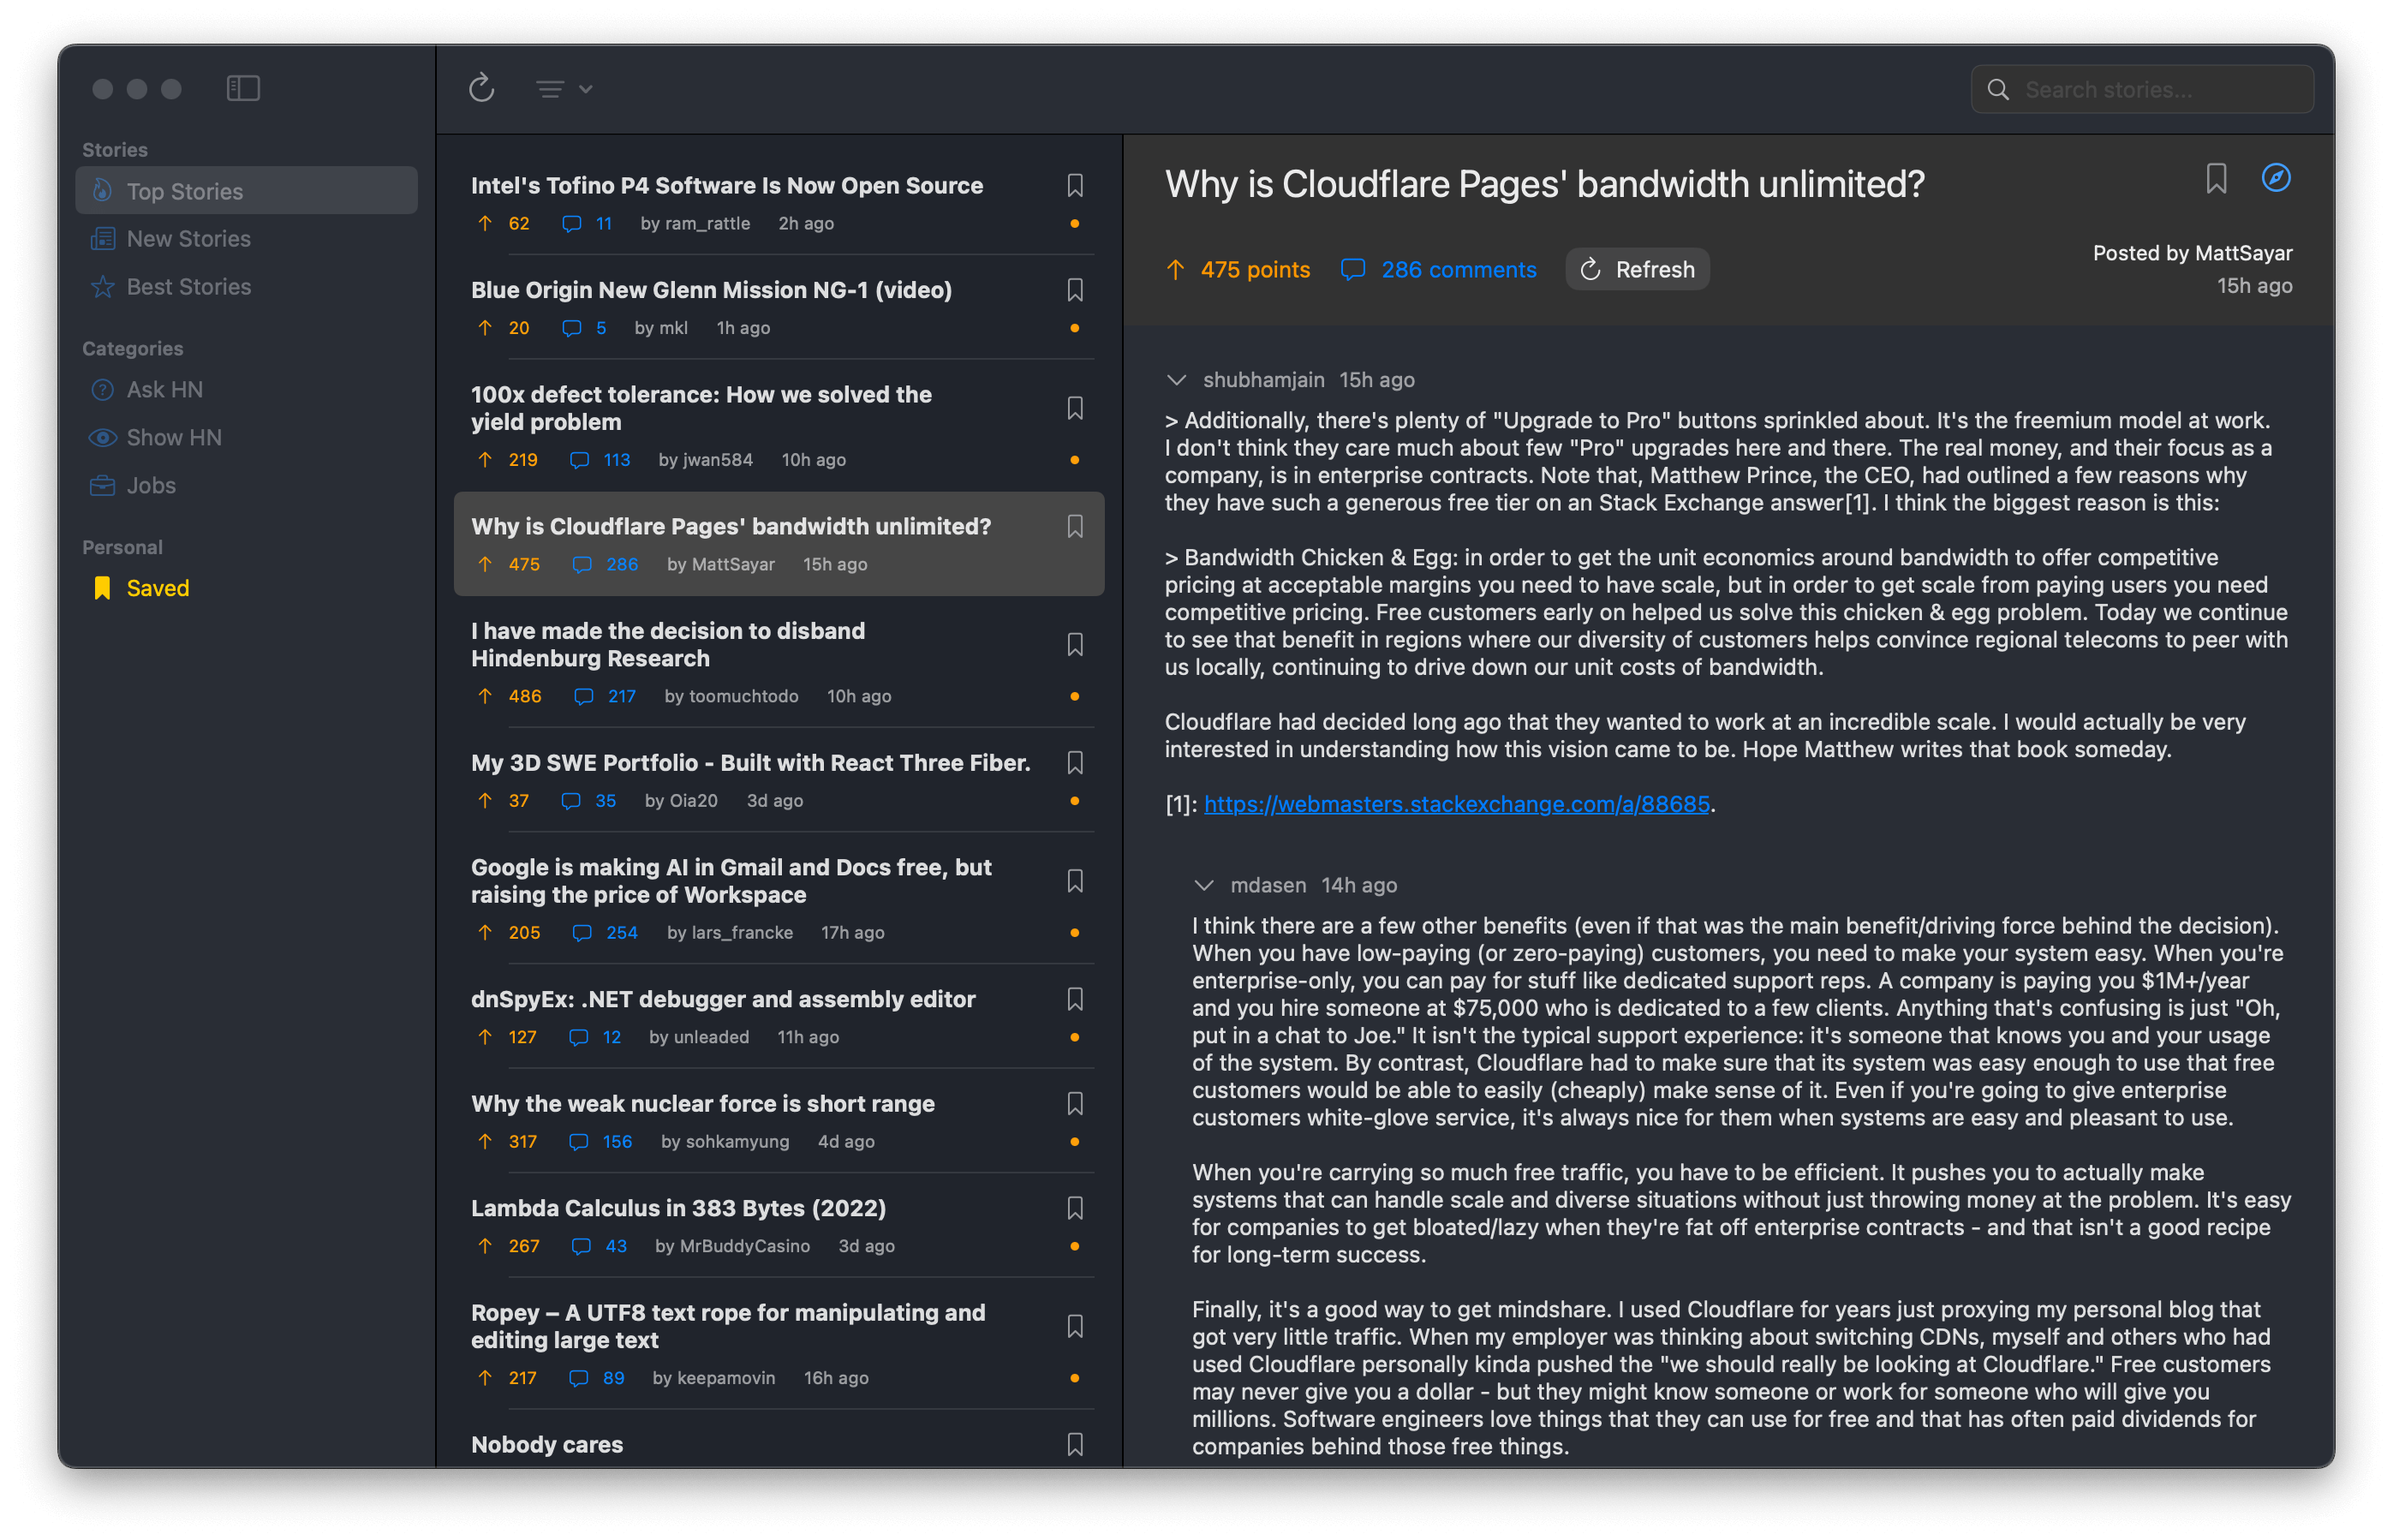 Stories
Top Stories
New Stories
Best Stories
Categories
Ask HN
Show HN
Jobs
Personal
Saved
Search stories...
Intel's Tofino P4 Software Is Now Open Source
62 11 by ram_rattle 2h ago
Blue Origin New Glenn Mission NG-1 (video)
20 5 by mkl 1h ago
100x defect tolerance: How we solved the
yield problem
219 113 by jwan584 10h ago
Why is Cloudflare Pages' bandwidth unlimited?
475 286 by MattSayar 15h ago
I have made the decision to disband
Hindenburg Research
486 217 by toomuchtodo 10h ago
My 3D SWE Portfolio - Built with React Three Fiber.
37 35 by Oia20 3d ago
Google is making AI in Gmail and Docs free, but
raising the price of Workspace
205 254 by lars_francke 17h ago
dnSpyEx: .NET debugger and assembly editor
127 12 by unleaded 11h ago
Why the weak nuclear force is short range
317 156 by sohkamyung 4d ago
Lambda Calculus in 383 Bytes (2022)
267 43 by MrBuddyCasino 3d ago
Ropey – A UTF8 text rope for manipulating and
editing large text
217 89 by keepamovin 16h ago
Nobody cares
Why is Cloudflare Pages' bandwidth unlimited?
475 points 286 comments Refresh
Posted by MattSayar
15h ago
shubhamjain 15h ago
> Additionally, there's plenty of "Upgrade to Pro" buttons sprinkled about. It's the freemium model at work.
I don't think they care much about few "Pro" upgrades here and there. The real money, and their focus as a
company, is in enterprise contracts. Note that, Matthew Prince, the CEO, had outlined a few reasons why
they have such a generous free tier on an Stack Exchange answer[1]. I think the biggest reason is this:
> Bandwidth Chicken & Egg: in order to get the unit economics around bandwidth to offer competitive
pricing at acceptable margins you need to have scale, but in order to get scale from paying users you need
competitive pricing. Free customers early on helped us solve this chicken & egg problem. Today we continue
to see that benefit in regions where our diversity of customers helps convince regional telecoms to peer with
us locally, continuing to drive down our unit costs of bandwidth.
Cloudflare had decided long ago that they wanted to work at an incredible scale. I would actually be very
interested in understanding how this vision came to be. Hope Matthew writes that book someday.
[1]: https://webmasters.stackexchange.com/a/88685.
mdasen 14h ago
I think there are a few other benefits (even if that was the main benefit/driving force behind the decision).
When you have low-paying (or zero-paying) customers, you need to make your system easy. When you're
enterprise-only, you can pay for stuff like dedicated support reps. A company is paying you $1M+/year
and you hire someone at $75,000 who is dedicated to a few clients. Anything that's confusing is just "Oh,
put in a chat to Joe." It isn't the typical support experience: it's someone that knows you and your usage
of the system. By contrast, Cloudflare had to make sure that its system was easy enough to use that free
customers would be able to easily (cheaply) make sense of it. Even if you're going to give enterprise
customers white-glove service, it's always nice for them when systems are easy and pleasant to use.
When you're carrying so much free traffic, you have to be efficient. It pushes you to actually make
systems that can handle scale and diverse situations without just throwing money at the problem. It's easy
for companies to get bloated/lazy when they're fat off enterprise contracts - and that isn't a good recipe
for long-term success.
Finally, it's a good way to get mindshare. I used Cloudflare for years just proxying my personal blog that
got very little traffic. When my employer was thinking about switching CDNs, myself and others who had
used Cloudflare personally kinda pushed the "we should really be looking at Cloudflare." Free customers
may never give you a dollar - but they might know someone or work for someone who will give you
millions. Software engineers love things that they can use for free and that has often paid dividends for
companies behind those free things.